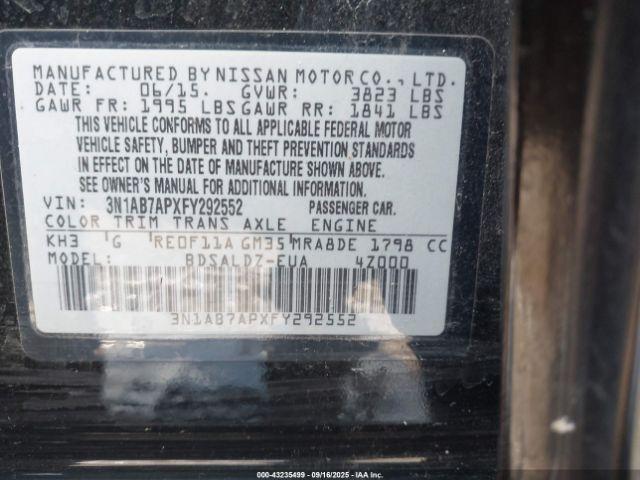 MANUFACTURED BY NISSAN MOTOR CO., LTD.
DATE: 06/15. GVWR: 3823 LBS
GAWR FR: 1995 LBS GAWR RR: 1841 LBS
THIS VEHICLE CONFORMS TO ALL APPLICABLE FEDERAL MOTOR
VEHICLE SAFETY, BUMPER AND THEFT PREVENTION STANDARDS
IN EFFECT ON THE DATE OF MANUFACTURE SHOWN ABOVE.
SEE OWNER'S MANUAL FOR ADDITIONAL INFORMATION.
VIN: 3N1AB7APXFY292552 PASSENGER CAR.
COLOR TRIM TRANS AXLE ENGINE
KH3 G RE0F11A GM35 MRA8DE 1798 CC
MODEL: BDSALDZ-EUA 4Z000
3N1AB7APXFY292552
000-43235499 - 09/16/2025 - IAA Inc.